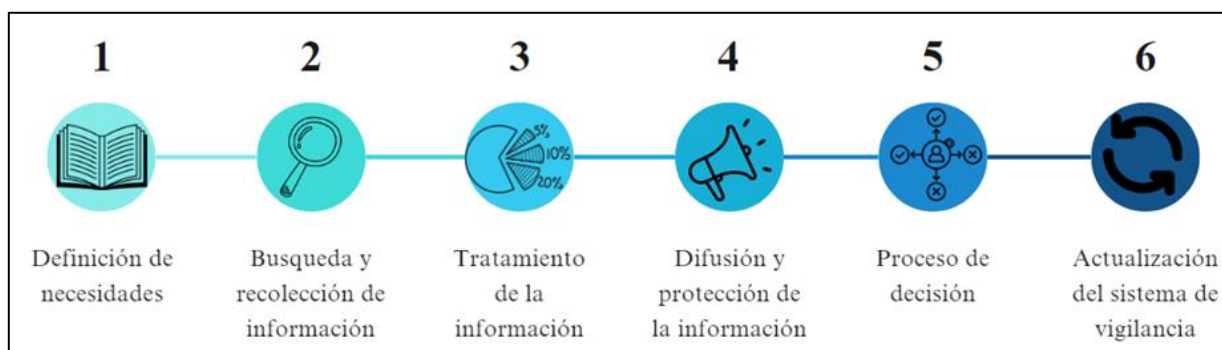 1
2
3
4
5
6
5%
10%
20%
Definición de
necesidades
Busqueda y
recolección de
información
Tratamiento
de la
información
Difusión y
protección de
la información
Proceso de
decisión
Actualización
del sistema de
vigilancia